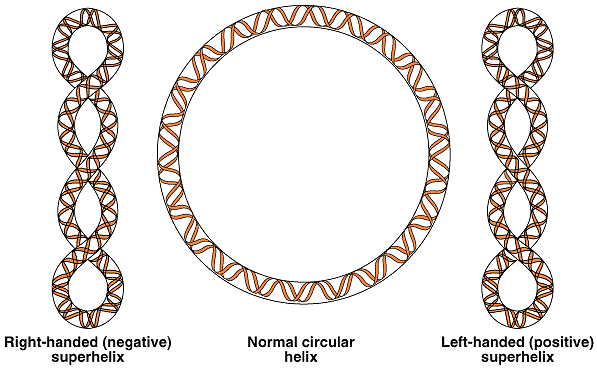 Right-handed (negative)
superhelix
Normal circular
helix
Left-handed (positive)
superhelix